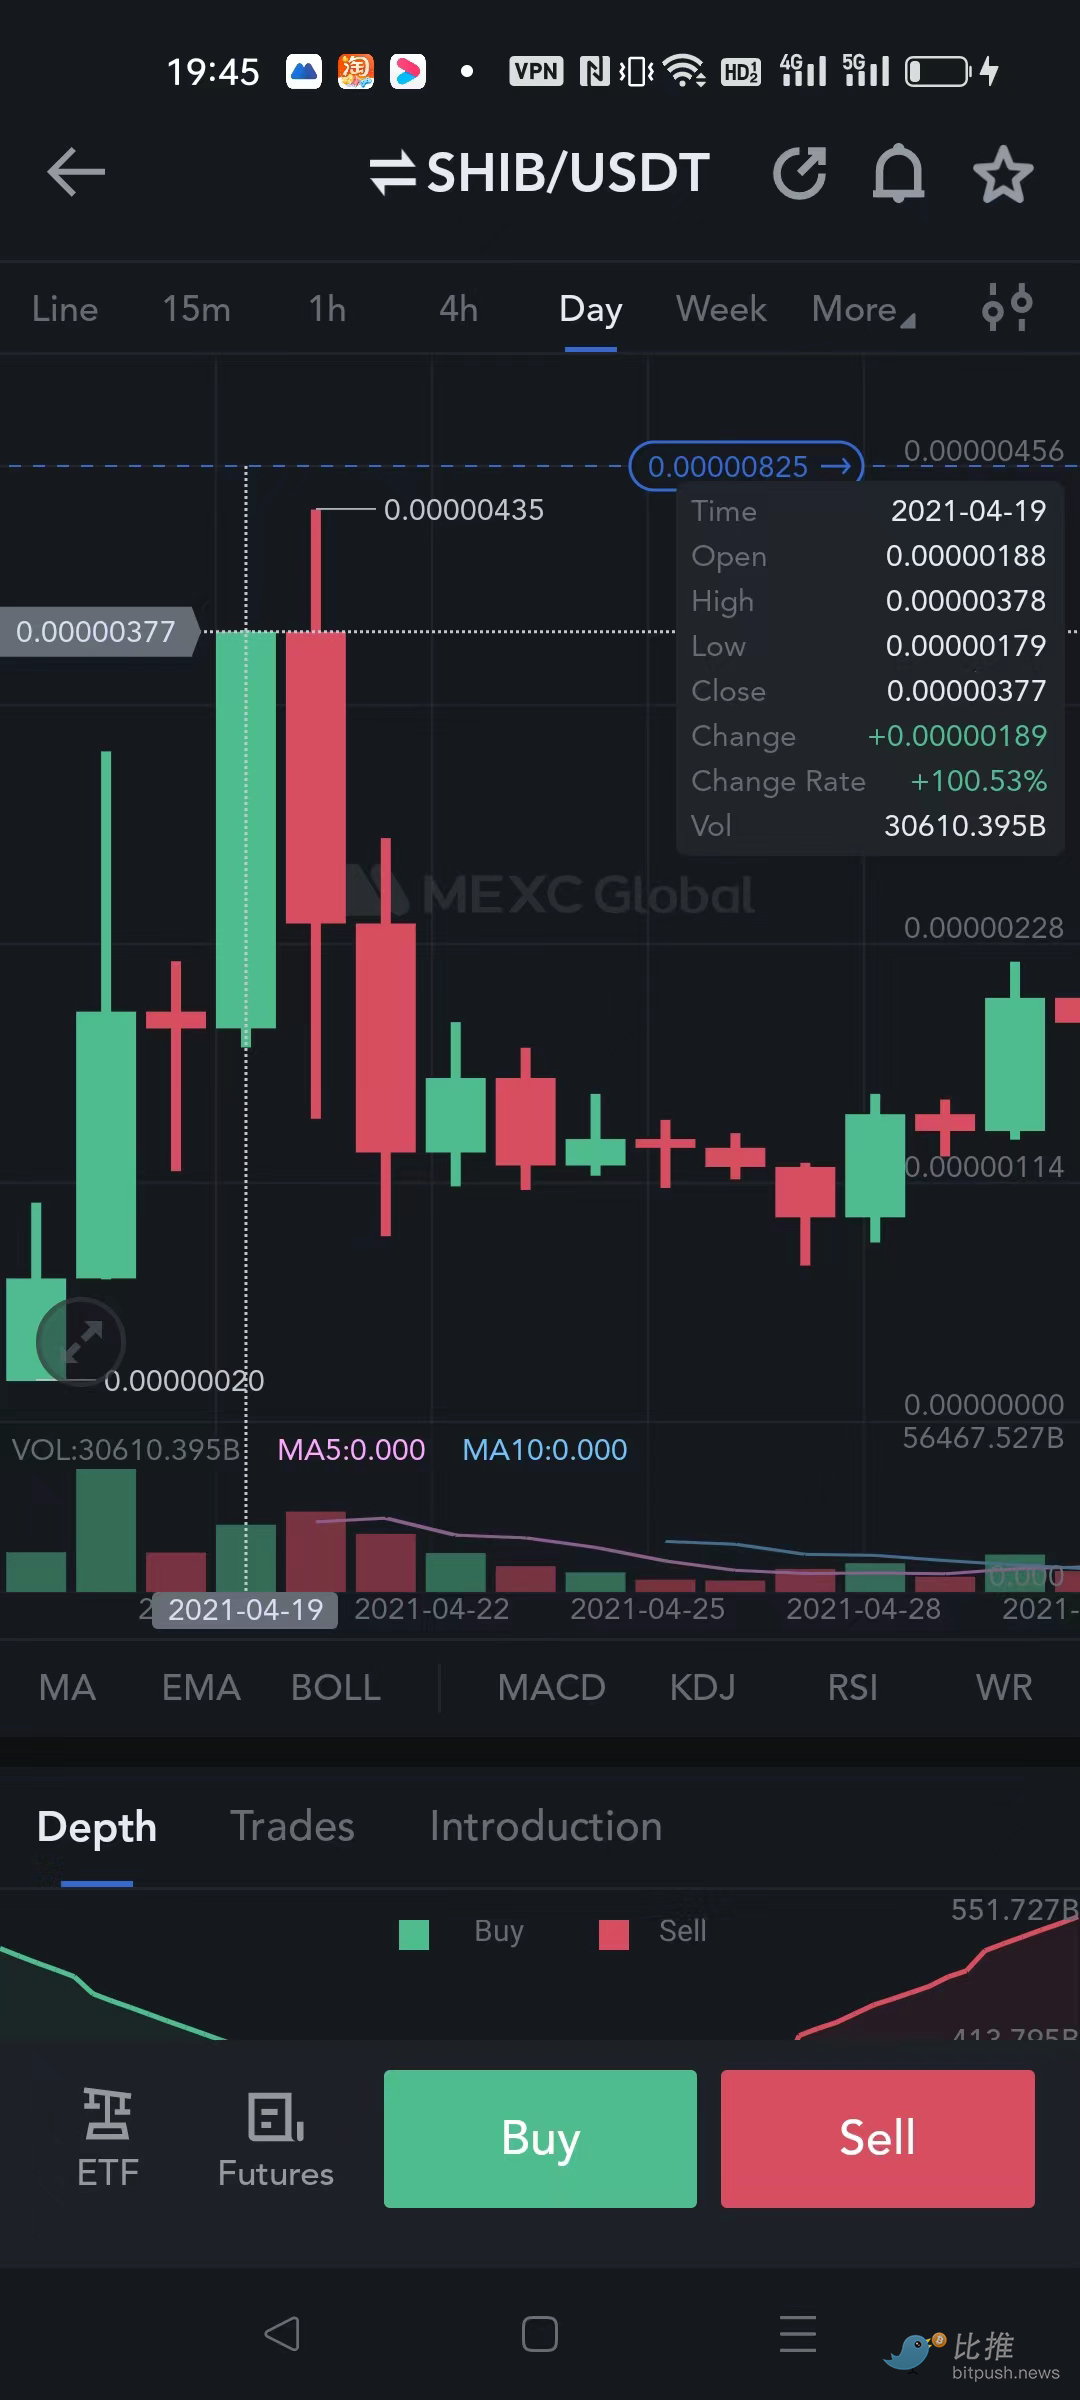 19:45
淘
VPN
HD 1 2
4G
5G
SHIB/USDT
Line 15m 1h 4h Day Week More
0.00000825 →
0.00000456
0.00000435
Time 2021-04-19
Open 0.00000188
High 0.00000378
0.00000377
Low 0.00000179
Close 0.00000377
Change +0.00000189
Change Rate +100.53%
Vol 30610.395B
MEXC Global
0.00000228
0.00000114
0.00000020
0.00000000
56467.527B
VOL:30610.395B MA5:0.000 MA10:0.000
0.000
2 2021-04-19 2021-04-22 2021-04-25 2021-04-28 2021-
MA EMA BOLL MACD KDJ RSI WR
Depth Trades Introduction
551.727B
Buy Sell
413.795B
ETF Futures Buy Sell
比推
bitpush.news